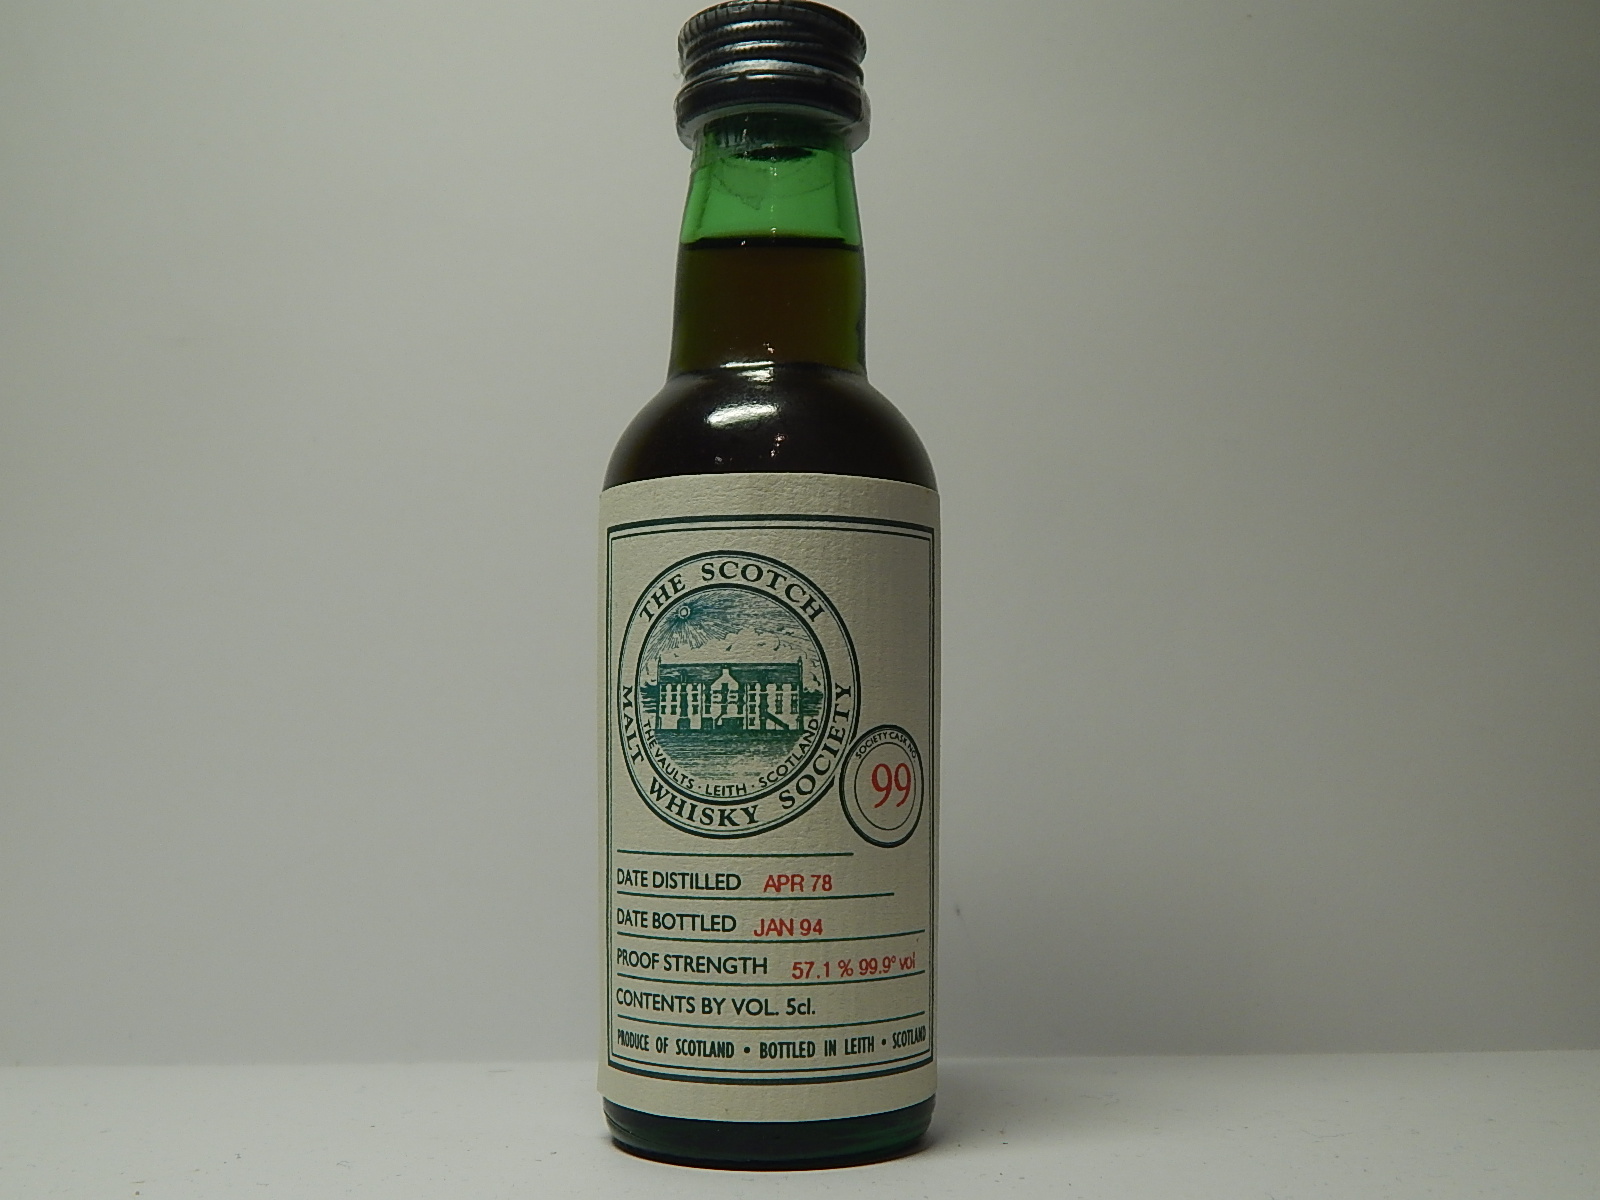 THE SCOTCH
MALT WHISKY SOCIETY
THE VAULTS · LEITH · SCOTLAND
SOCIETY CASK NO
99
DATE DISTILLED APR 78
DATE BOTTLED JAN 94
PROOF STRENGTH 57.1 % 99.9° vol
CONTENTS BY VOL. 5cl.
PRODUCE OF SCOTLAND • BOTTLED IN LEITH • SCOTLAND